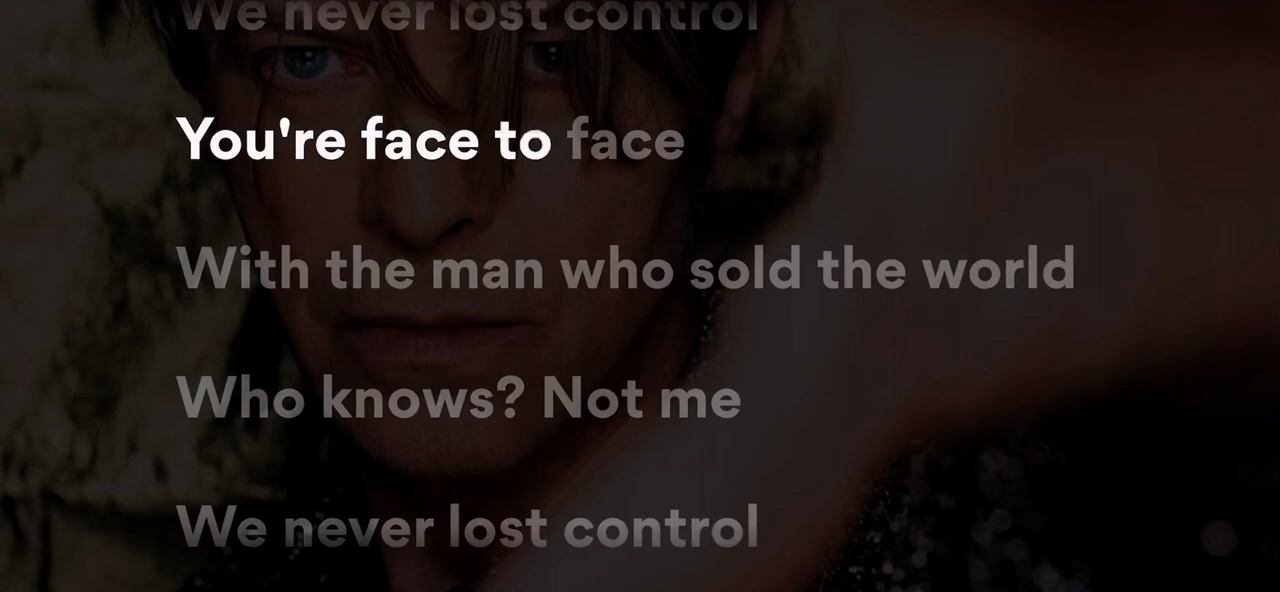 We never lost control
You're face to face
With the man who sold the world
Who knows? Not me
We never lost control